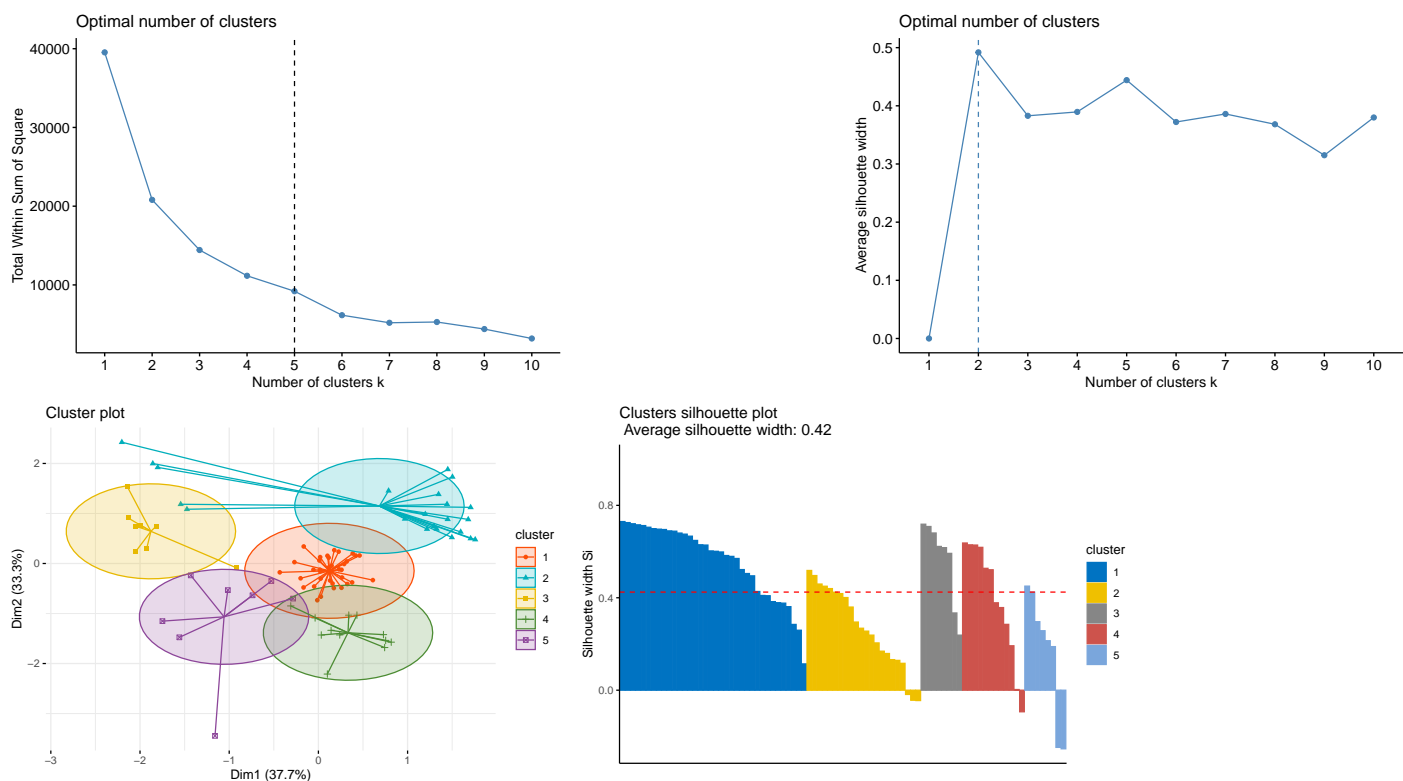 Optimal number of clusters
40000
30000
20000
10000
Total Within Sum of Square
1 2 3 4 5 6 7 8 9 10
Number of clusters k
Optimal number of clusters
0.5
0.4
0.3
0.2
0.1
0.0
Average silhouette width
1 2 3 4 5 6 7 8 9 10
Number of clusters k
Cluster plot
2
0
−2
Dim2 (33.3%)
−3 −2 −1 0 1
Dim1 (37.7%)
cluster
1
2
3
4
5
Clusters silhouette plot
Average silhouette width: 0.42
0.8
0.4
0.0
Silhouette width Si
cluster
1
2
3
4
5